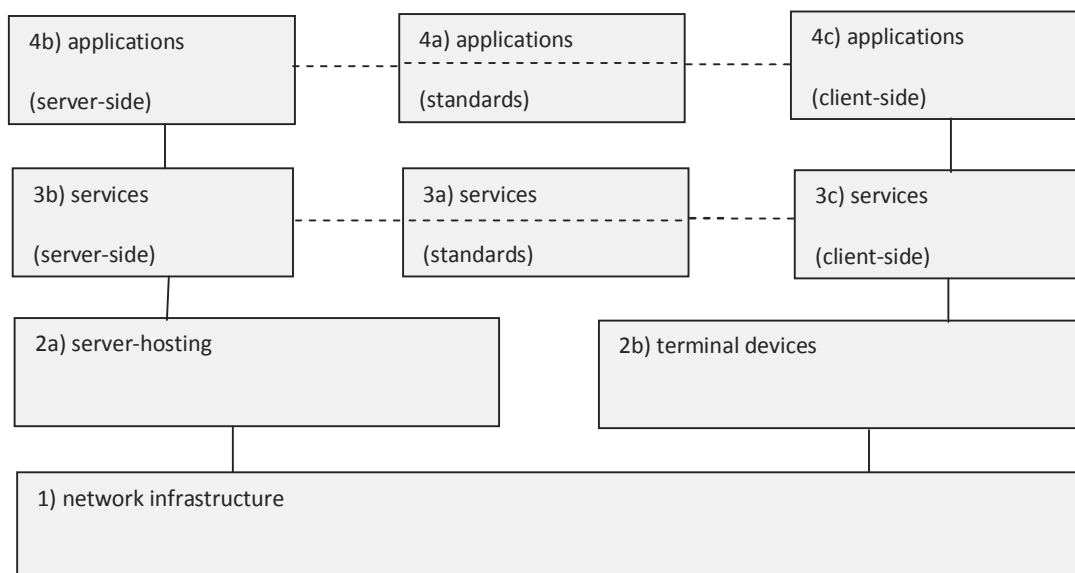 4b) applications
(server-side)
4a) applications
(standards)
4c) applications
(client-side)
3b) services
(server-side)
3a) services
(standards)
3c) services
(client-side)
2a) server-hosting
2b) terminal devices
1) network infrastructure